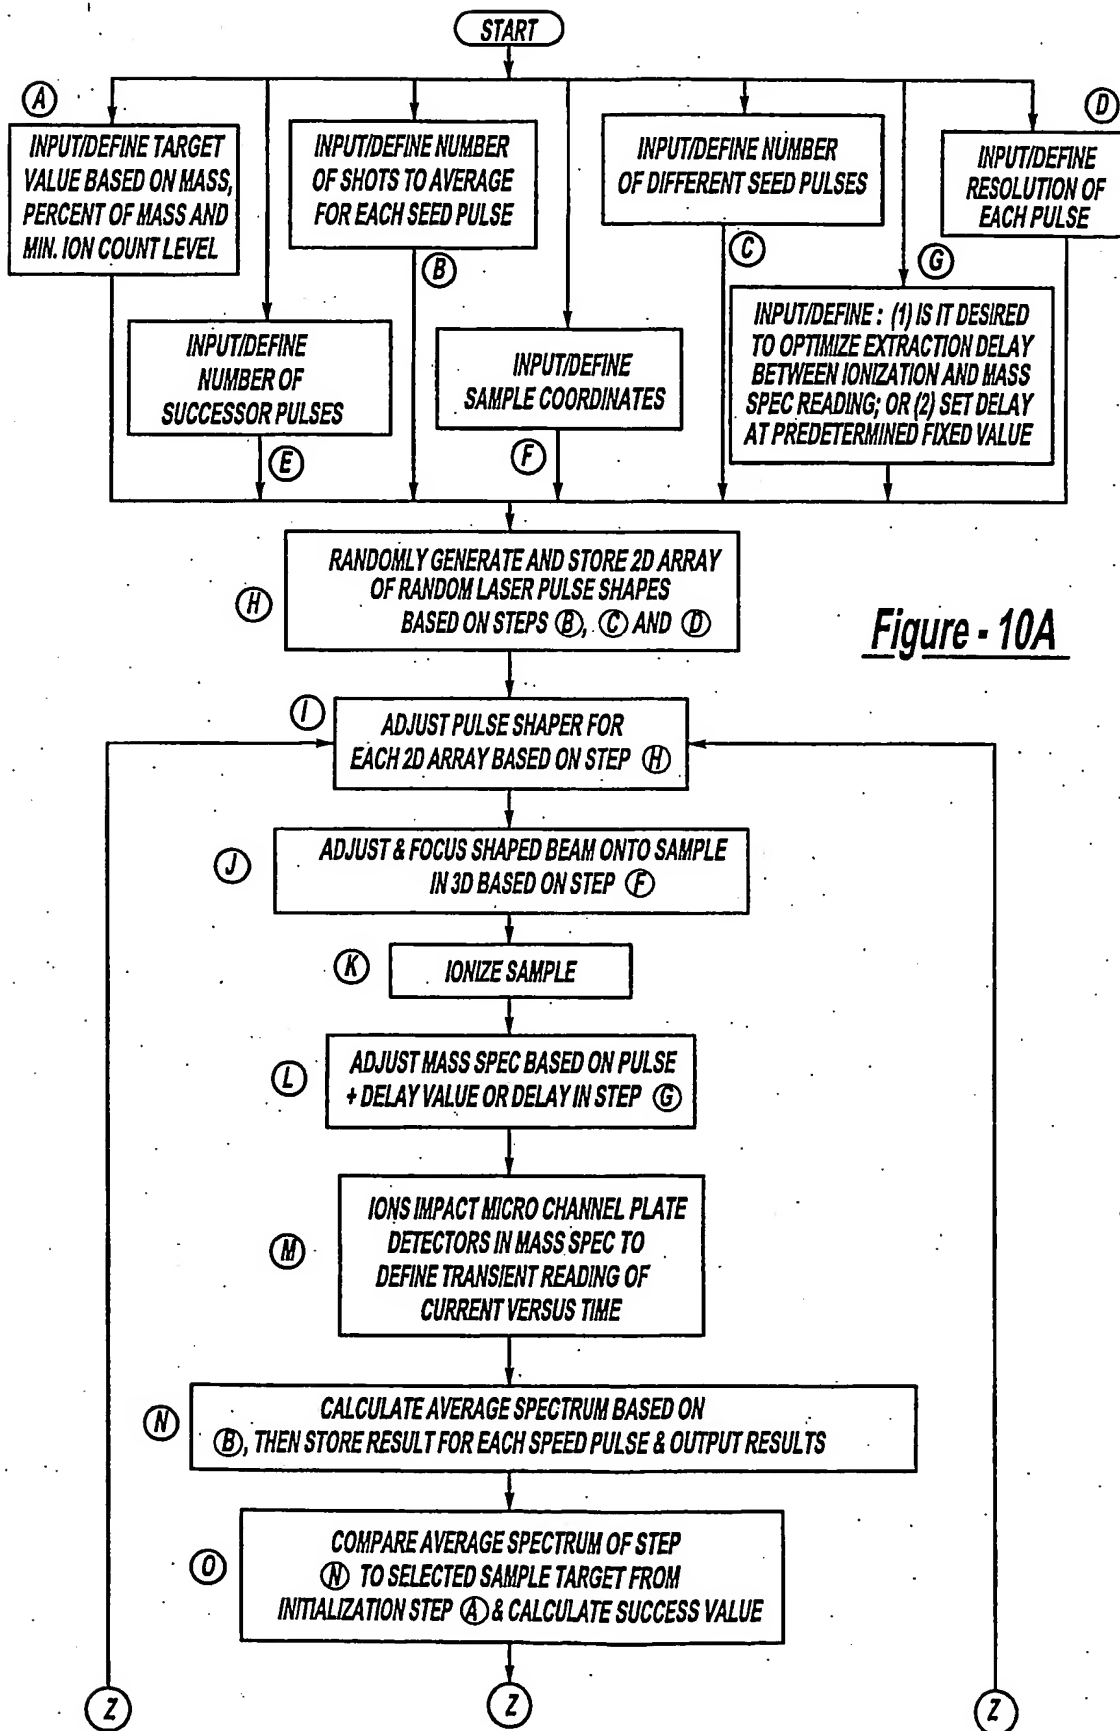 START
A
INPUT/DEFINE TARGET
VALUE BASED ON MASS,
PERCENT OF MASS AND
MIN. ION COUNT LEVEL
INPUT/DEFINE NUMBER
OF SHOTS TO AVERAGE
FOR EACH SEED PULSE
B
INPUT/DEFINE NUMBER
OF DIFFERENT SEED PULSES
C
D
INPUT/DEFINE
RESOLUTION OF
EACH PULSE
INPUT/DEFINE
NUMBER OF
SUCCESSOR PULSES
E
INPUT/DEFINE
SAMPLE COORDINATES
F
G
INPUT/DEFINE : (1) IS IT DESIRED
TO OPTIMIZE EXTRACTION DELAY
BETWEEN IONIZATION AND MASS
SPEC READING; OR (2) SET DELAY
AT PREDETERMINED FIXED VALUE
H
RANDOMLY GENERATE AND STORE 2D ARRAY
OF RANDOM LASER PULSE SHAPES
BASED ON STEPS B, C AND D
Figure - 10A
I
ADJUST PULSE SHAPER FOR
EACH 2D ARRAY BASED ON STEP H
J
ADJUST & FOCUS SHAPED BEAM ONTO SAMPLE
IN 3D BASED ON STEP F
K
IONIZE SAMPLE
L
ADJUST MASS SPEC BASED ON PULSE
+ DELAY VALUE OR DELAY IN STEP G
M
IONS IMPACT MICRO CHANNEL PLATE
DETECTORS IN MASS SPEC TO
DEFINE TRANSIENT READING OF
CURRENT VERSUS TIME
N
CALCULATE AVERAGE SPECTRUM BASED ON
B, THEN STORE RESULT FOR EACH SPEED PULSE & OUTPUT RESULTS
O
COMPARE AVERAGE SPECTRUM OF STEP
N TO SELECTED SAMPLE TARGET FROM
INITIALIZATION STEP A & CALCULATE SUCCESS VALUE
Z
Z
Z